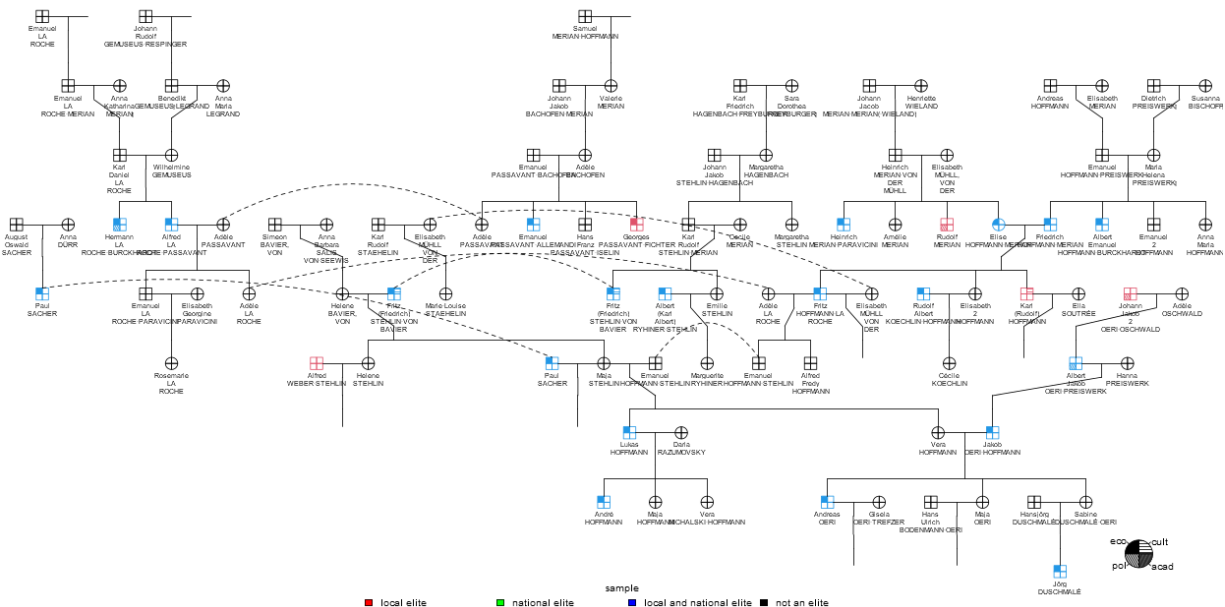 Emanuel
LA
ROCHE
Johann
Rudolf
GEMUSEUS RESPINGER
Samuel
MERIAN HOFFMANN
Emanuel
LA
ROCHE MERIAN
Anna
Katharina
MERIAN
Benedikt
GEMUSEUS LEGRAND
Anna
Maria
LEGRAND
Johann
Jakob
BACHOFEN MERIAN
Valerie
MERIAN
Karl
Friedrich
HAGENBACH FREYBURGER
Sara
Dorothea
FREYBURGER
Johann
Jacob
MERIAN MERIAN( WIELAND)
Henriette
WIELAND
Andreas
HOFFMANN
Elisabeth
MERIAN
Dietrich
PREISWERK
Susanna
BISCHOFF
Karl
Daniel
LA
ROCHE
Wilhelmine
GEMUSEUS
Emanuel
PASSAVANT BACHOFEN
Adèle
BACHOFEN
Johann
Jakob
STEHLIN HAGENBACH
Margaretha
HAGENBACH
Heinrich
MERIAN VON
DER
MÜHLL
Elisabeth
MÜHLL,
VON
DER
Emanuel
HOFFMANN PREISWERK
Maria
Helena
PREISWERK
August
Oswald
SACHER
Anna
DÜRR
Hermann
LA
ROCHE BURCKHARDT
Alfred
LA
ROCHE PASSAVANT
Adèle
PASSAVANT
Simeon
BAVIER,
VON
Anna
Barbara
SALIS,
VON SEEWIS
Karl
Rudolf
STAEHELIN
Elisabeth
MÜHLL
VON,
DER
Adèle
PASSAVANT
Emanuel
PASSAVANT ALLEMANDI
Hans
Franz
PASSAVANT ISELIN
Georges
PASSAVANT FICHTER
Karl
Rudolf
STEHLIN MERIAN
Cécile
MERIAN
Margaretha
STEHLIN
Heinrich
MERIAN PARAVICINI
Amélie
MERIAN
Rudolf
MERIAN
Elise
HOFFMANN MERIAN
Friedrich
HOFFMANN MERIAN
Albert
Emanuel
HOFFMANN BURCKHARDT
Emanuel
2
HOFFMANN
Anna
Maria
HOFFMANN
Paul
SACHER
Emanuel
LA
ROCHE PARAVICINI
Elisabeth
Georgine
PARAVICINI
Adèle
LA
ROCHE
Helene
BAVIER,
VON
Fritz
(Friedrich)
STEHLIN VON
BAVIER
Marie Louise
STAEHELIN
Fritz
(Friedrich)
STEHLIN VON
BAVIER
Albert
(Karl
Albert)
RYHINER STEHLIN
Emilie
STEHLIN
Adèle
LA
ROCHE
Fritz
HOFFMANN LA
ROCHE
Elisabeth
MÜHLL,
VON
DER
Rudolf
Albert
KOECHLIN HOFFMANN
Elisabeth
2
HOFFMANN
Karl
(Rudolf)
HOFFMANN
Ella
SOUTRÉE
Johann
Jakob
2
OERI OSCHWALD
Adèle
OSCHWALD
Rosemarie
LA
ROCHE
Alfred
WEBER STEHLIN
Helene
STEHLIN
Paul
SACHER
Maja
STEHLIN
Emanuel
HOFFMANN STEHLIN
Marguerite
RYHINER
Emanuel
HOFFMANN STEHLIN
Alfred
Fredy
HOFFMANN
Cécile
KOECHLIN
Albert
Jakob
OERI PREISWERK
Hanna
PREISWERK
Lukas
HOFFMANN
Daria
RAZUMOVSKY
Vera
HOFFMANN
Jakob
OERI HOFFMANN
André
HOFFMANN
Maja
HOFFMANN
Vera
MICHALSKI HOFFMANN
Andreas
OERI
Gisela
OERI TREFZER
Hans
Ulrich
BODENMANN OERI
Maja
OERI
Hansjörg
DUSCHMALÉ
Sabine
DUSCHMALÉ OERI
Jörg
DUSCHMALÉ
eco
cult
pol
acad
sample
local elite
national elite
local and national elite
not an elite